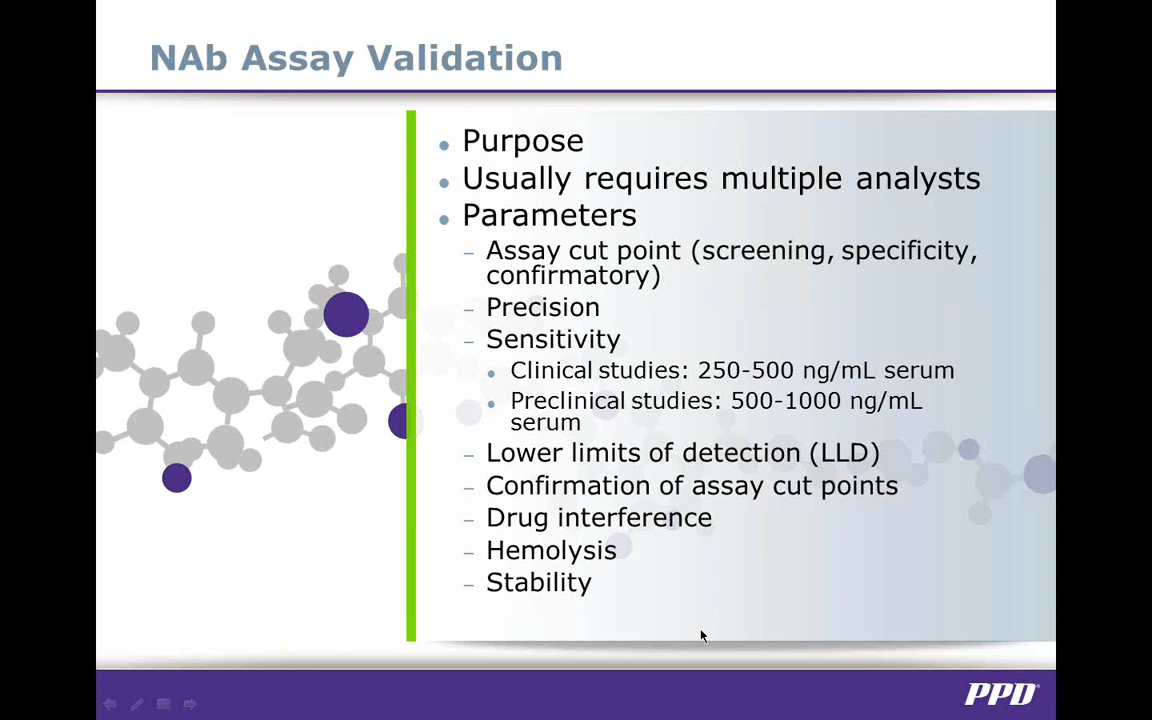 NAb Assay Validation
Purpose
Usually requires multiple analysts
Parameters
– Assay cut point (screening, specificity,
confirmatory)
– Precision
– Sensitivity
Clinical studies: 250-500 ng/mL serum
Preclinical studies: 500-1000 ng/mL
serum
– Lower limits of detection (LLD)
– Confirmation of assay cut points
– Drug interference
– Hemolysis
– Stability
PPD®